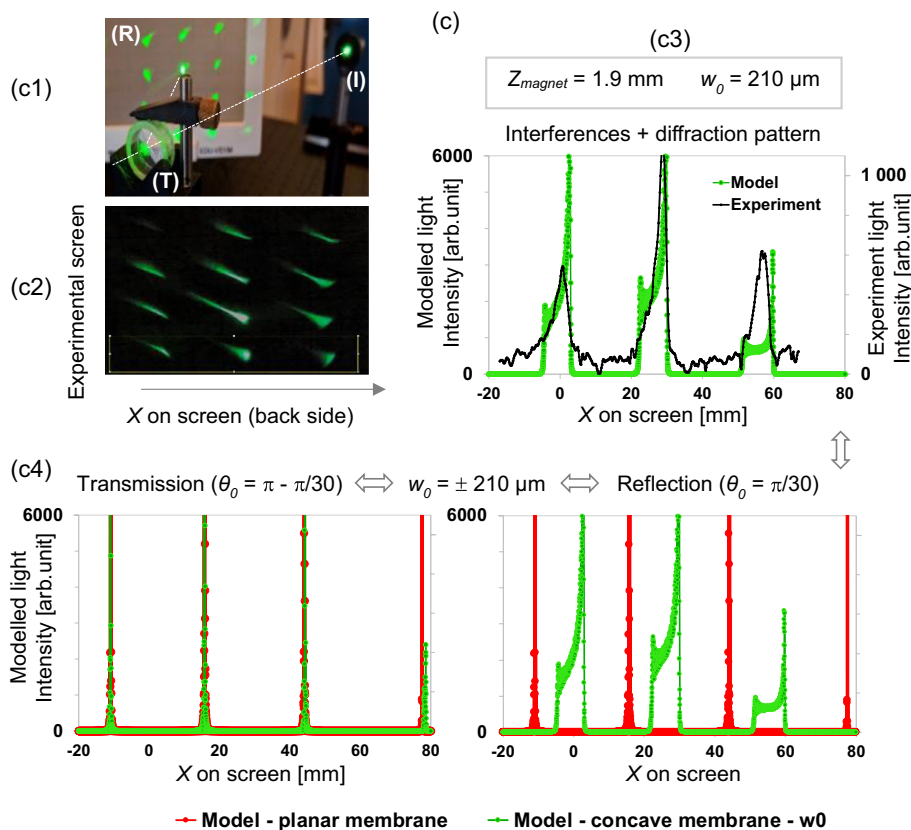 (c)
(c3)
(c1)
(R)
(I)
(T)
Z_magnet = 1.9 mm w_0 = 210 µm
Interferences + diffraction pattern
6000
1 000
Model
Experiment
Modelled light
Intensity [arb.unit]
Experiment light
Intensity [arb.unit]
0
0
-20 0 20 40 60 80
X on screen [mm]
(c2)
Experimental screen
X on screen (back side)
(c4)
Transmission (θ_0 = π - π/30) w_0 = ± 210 µm Reflection (θ_0 = π/30)
6000
Modelled light
Intensity [arb.unit]
0
-20 0 20 40 60 80
X on screen [mm]
6000
0
-20 0 20 40 60 80
X on screen
Model - planar membrane Model - concave membrane - w0